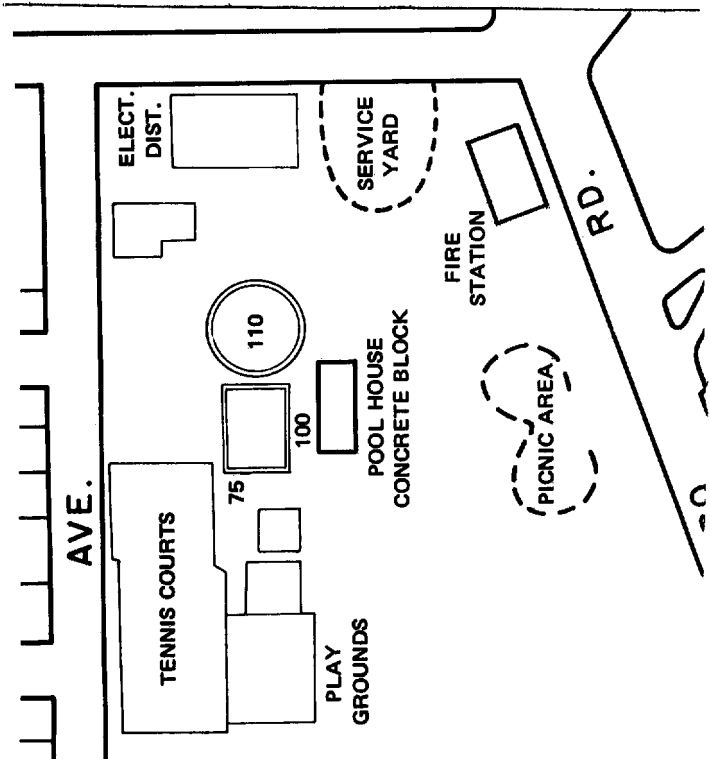 ELECT.
DIST.
SERVICE
YARD
FIRE
STATION
RD.
110
100
75
POOL HOUSE
CONCRETE BLOCK
PICNIC AREA
AVE.
TENNIS COURTS
PLAY
GROUNDS